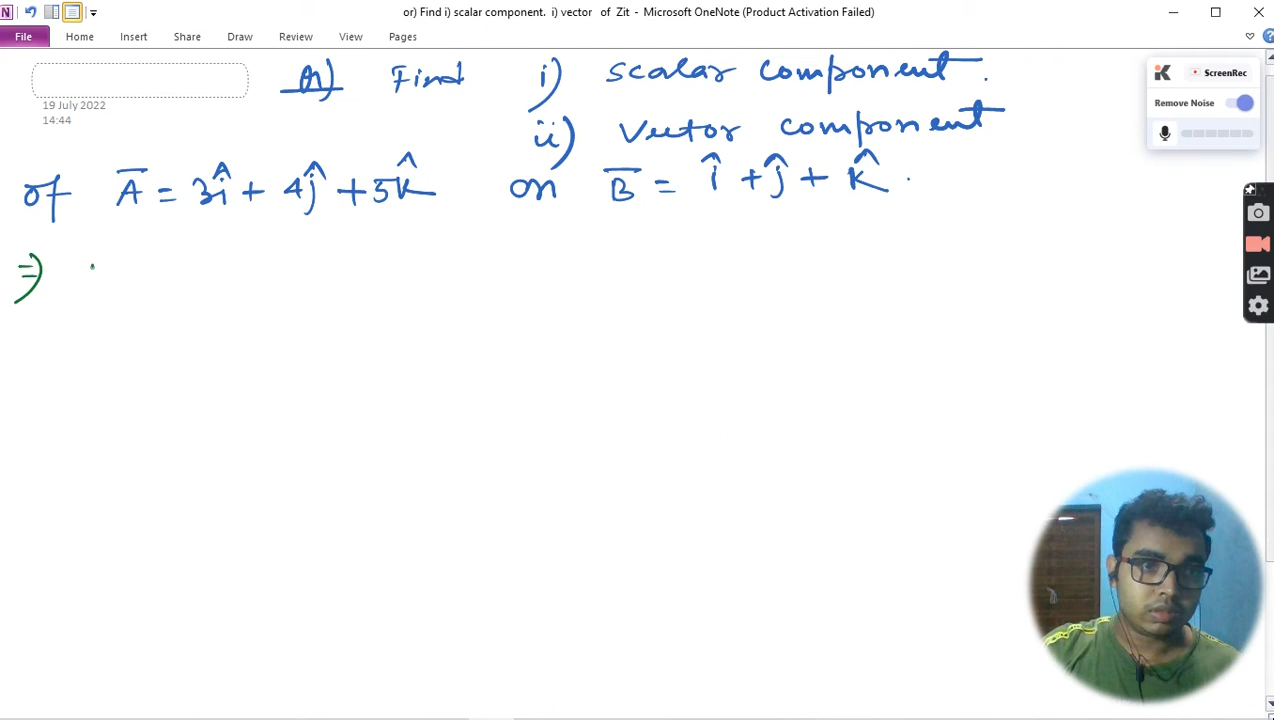 or) Find i) scalar component. i) vector of Zit - Microsoft OneNote (Product Activation Failed)
File Home Insert Share Draw Review View Pages
ScreenRec
Remove Noise
19 July 2022
14:44
Q) Find i) scalar component.
ii) Vector component
of A̅ = 3î + 4ĵ + 5k̂ on B̅ = î + ĵ + k̂.
⇒